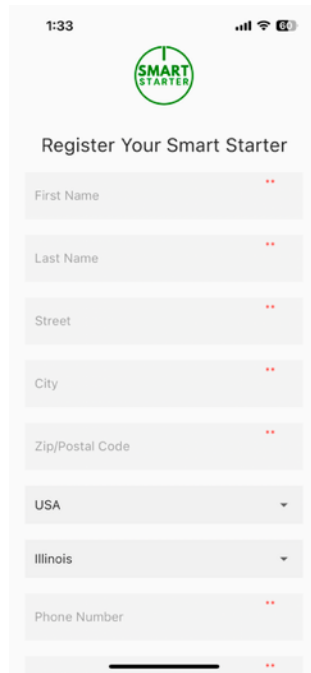 1:33
60
SMART
STARTER
Register Your Smart Starter
**
First Name
**
Last Name
**
Street
**
City
**
Zip/Postal Code
USA
Illinois
**
Phone Number
**